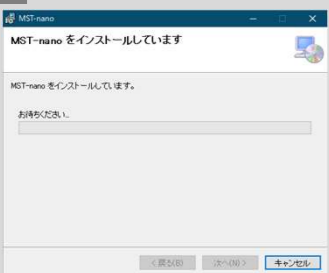 MST-nano
MST-nano をインストールしています
MST-nano をインストールしています。
お待ちください...
< 戻る(B)
次へ(N) >
キャンセル